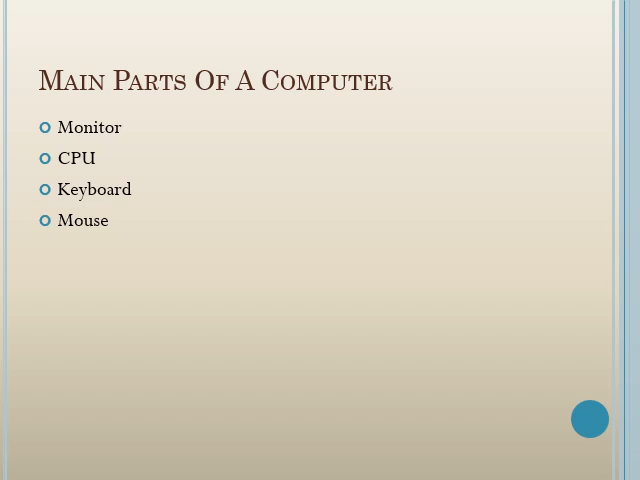 Main Parts Of A Computer
Monitor
CPU
Keyboard
Mouse